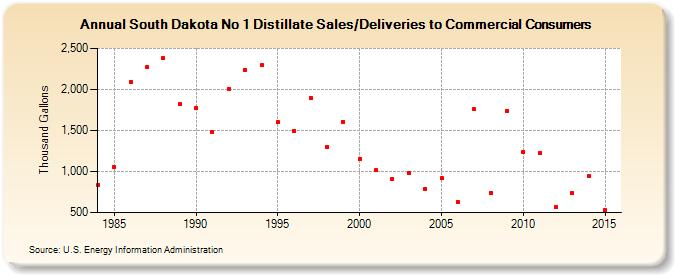 Annual South Dakota No 1 Distillate Sales/Deliveries to Commercial Consumers
Thousand Gallons
2,500
2,000
1,500
1,000
500
1985 1990 1995 2000 2005 2010 2015
Source: U.S. Energy Information Administration